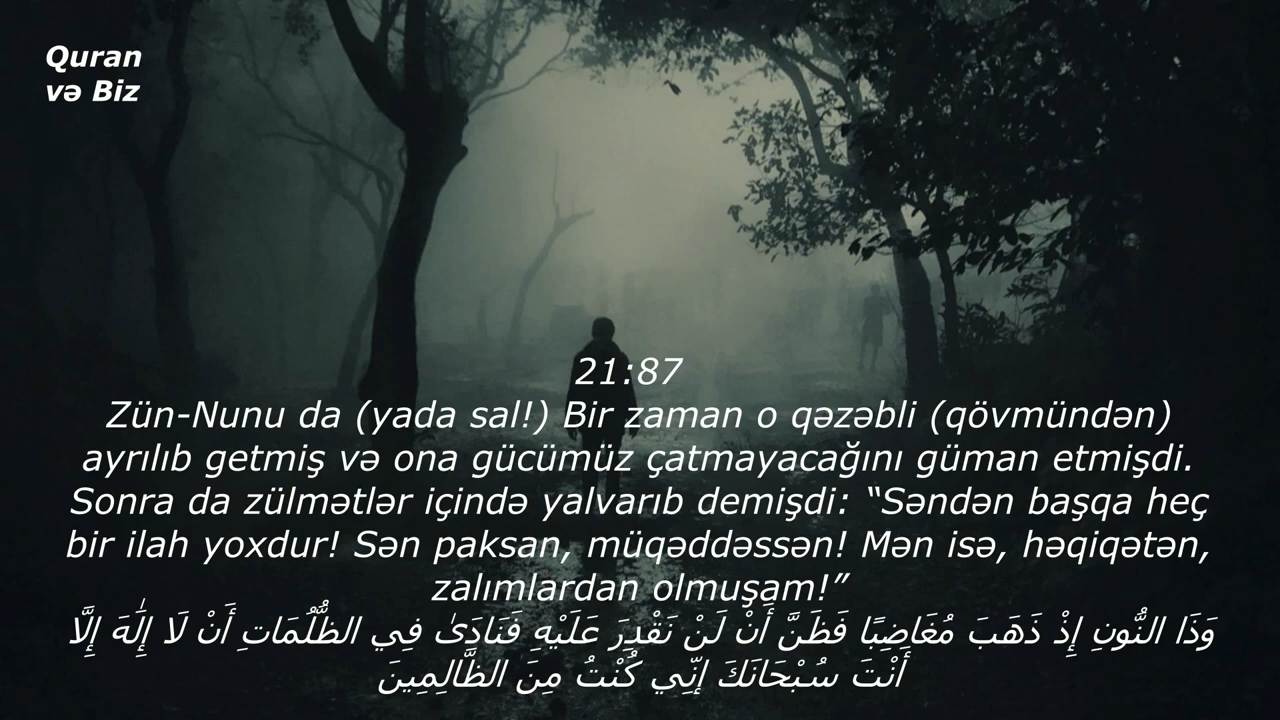 Quran
və Biz
21:87
Zün-Nunu da (yada sal!) Bir zaman o qəzəbli (qövmündən)
ayrılıb getmiş və ona gücümüz çatmayacağını güman etmişdi.
Sonra da zülmətlər içində yalvarıb demişdi: “Səndən başqa heç
bir ilah yoxdur! Sən paksan, müqəddəssən! Mən isə, həqiqətən,
zalımlardan olmuşam!”
وَذَا النُّونِ إِذْ ذَهَبَ مُغَاضِبًا فَظَنَّ أَنْ لَنْ نَقْدِرَ عَلَيْهِ فَنَادَىٰ فِي الظُّلُمَاتِ أَنْ لَا إِلَٰهَ إِلَّا
أَنْتَ سُبْحَانَكَ إِنِّي كُنْتُ مِنَ الظَّالِمِينَ